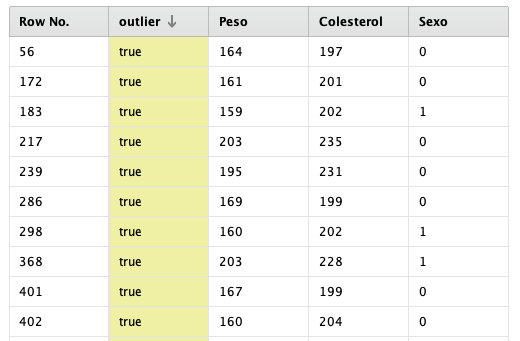 Row No. outlier ↓ Peso Colesterol Sexo
56 true 164 197 0
172 true 161 201 0
183 true 159 202 1
217 true 203 235 0
239 true 195 231 0
286 true 169 199 0
298 true 160 202 1
368 true 203 228 1
401 true 167 199 0
402 true 160 204 0